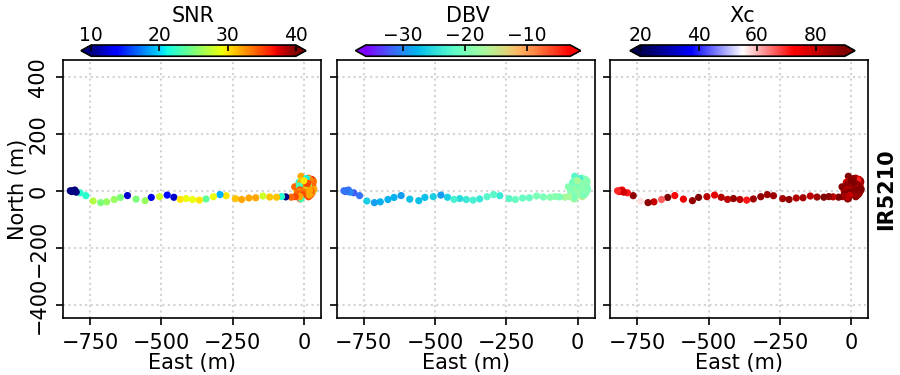 SNR DBV Xc
10 20 30 40 −30 −20 −10 20 40 60 80
400
200
0
−200
−400
North (m)
IR5210
−750 −500 −250 0 −750 −500 −250 0 −750 −500 −250 0
East (m) East (m) East (m)